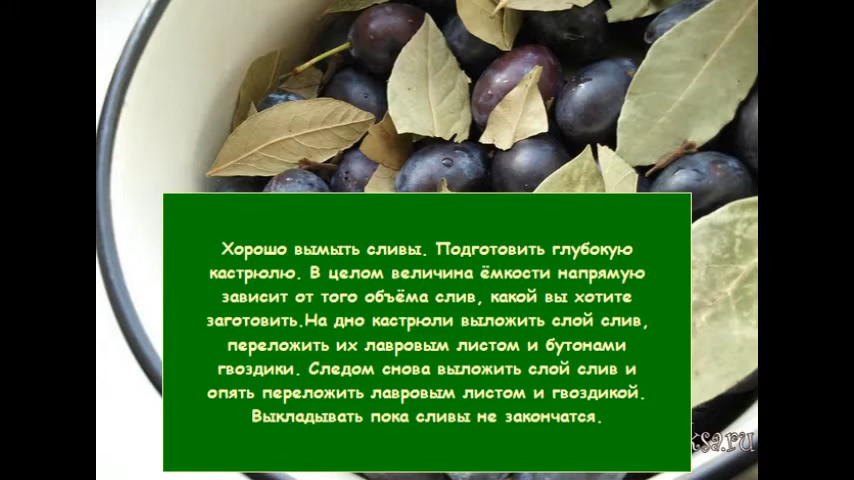 Хорошо вымыть сливы. Подготовить глубокую
кастрюлю. В целом величина ёмкости напрямую
зависит от того объёма слив, какой вы хотите
заготовить.На дно кастрюли выложить слой слив,
переложить их лавровым листом и бутонами
гвоздики. Следом снова выложить слой слив и
опять переложить лавровым листом и гвоздикой.
Выкладывать пока сливы не закончатся.